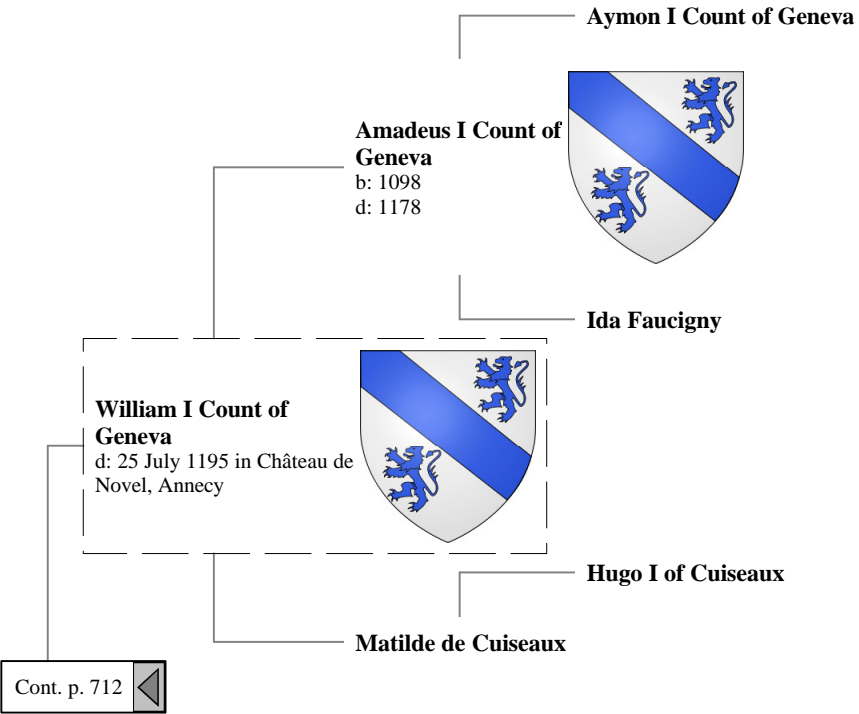 Aymon I Count of Geneva
Amadeus I Count of
Geneva
b: 1098
d: 1178
Ida Faucigny
William I Count of
Geneva
d: 25 July 1195 in Château de
Novel, Annecy
Hugo I of Cuiseaux
Matilde de Cuiseaux
Cont. p. 712